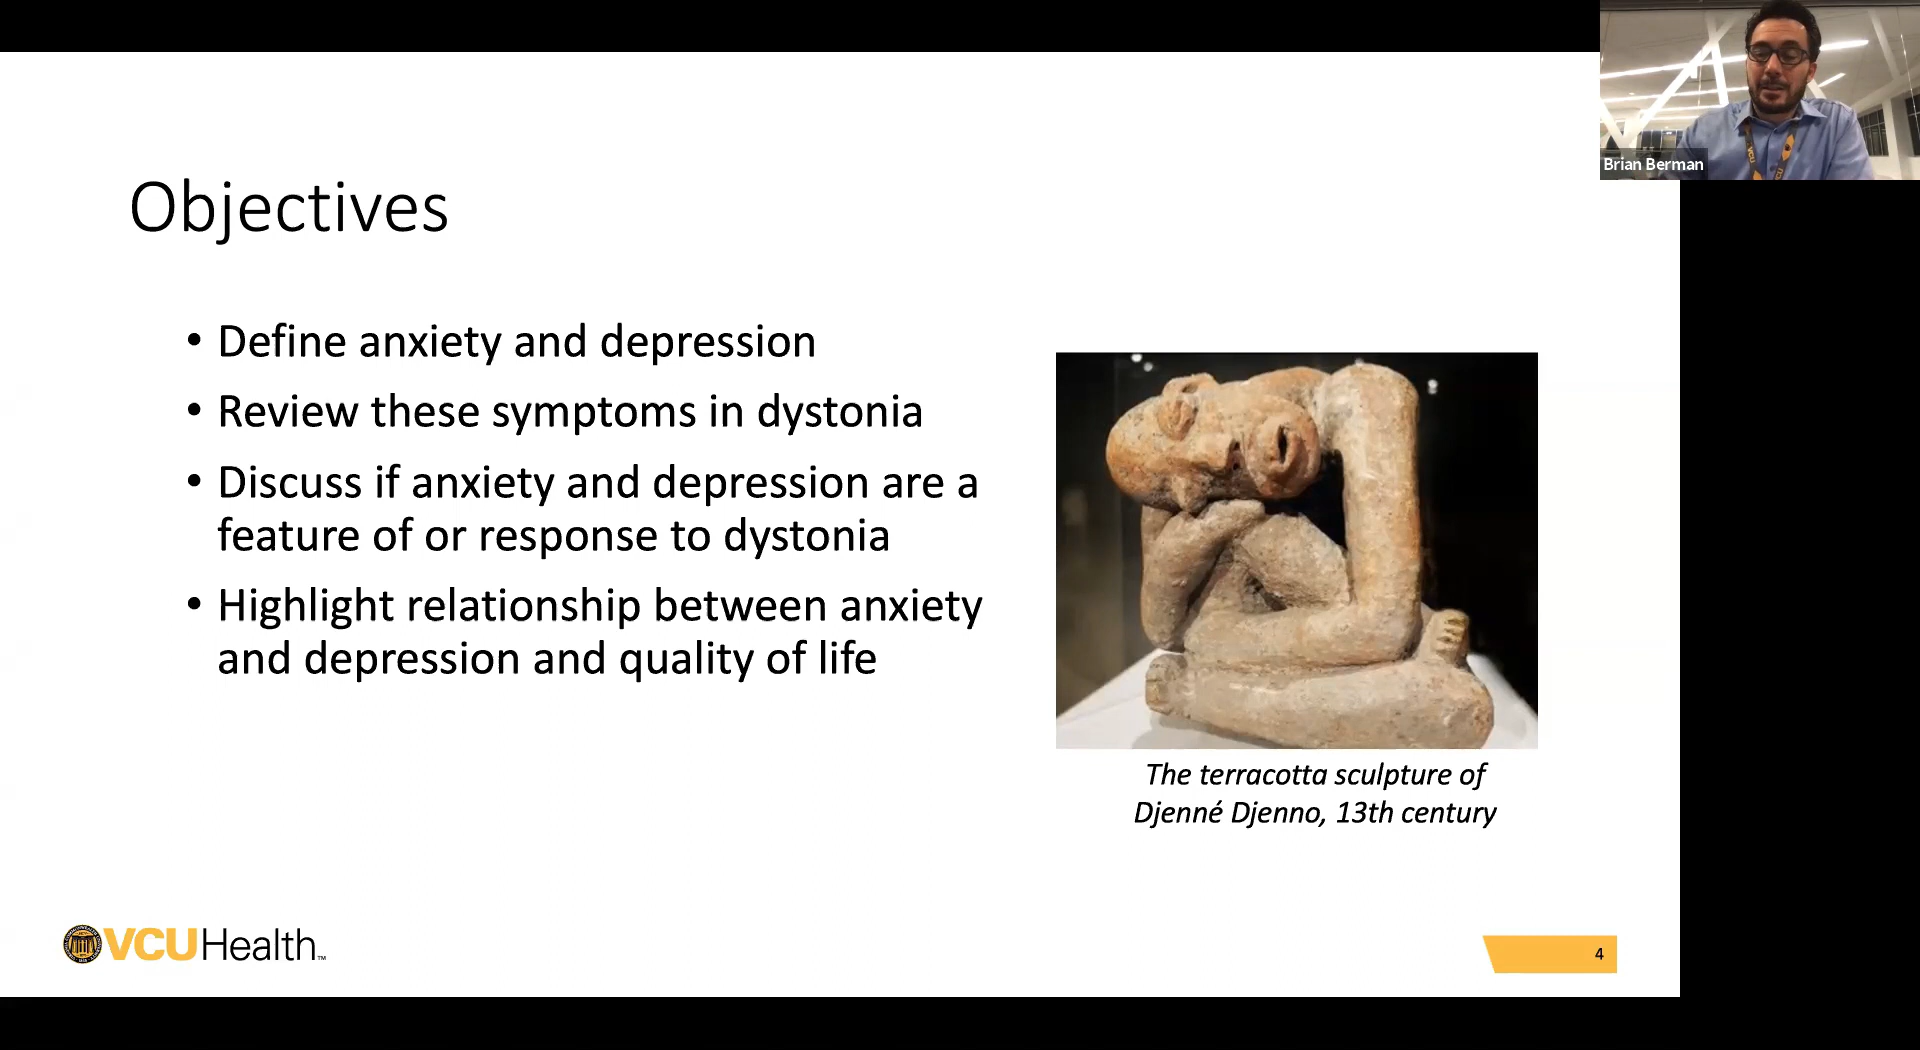 Objectives
• Define anxiety and depression
• Review these symptoms in dystonia
• Discuss if anxiety and depression are a
feature of or response to dystonia
• Highlight relationship between anxiety
and depression and quality of life
The terracotta sculpture of
Djenné Djenno, 13th century
VCUHealth™
4
Brian Berman
VCU
VCU